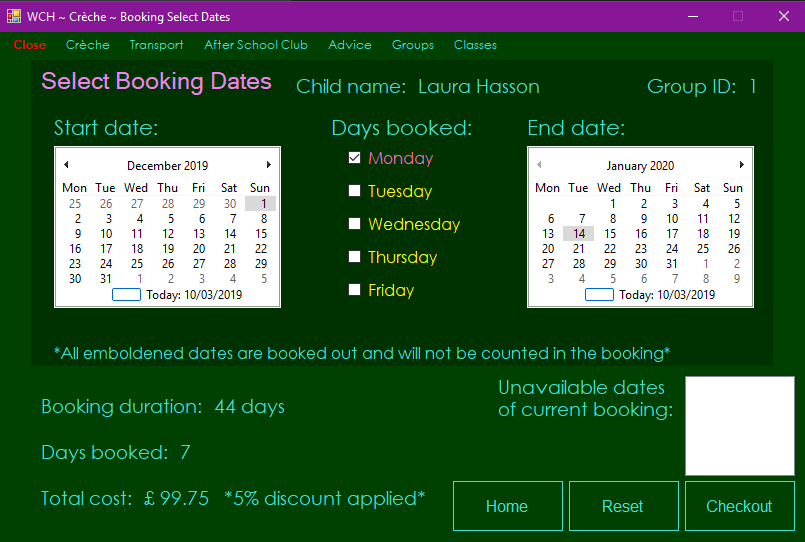 WCH ~ Crèche ~ Booking Select Dates
Close Crèche Transport After School Club Advice Groups Classes
Select Booking Dates Child name: Laura Hasson Group ID: 1
Start date: Days booked: End date:
December 2019
Mon Tue Wed Thu Fri Sat Sun
25 26 27 28 29 30 1
2 3 4 5 6 7 8
9 10 11 12 13 14 15
16 17 18 19 20 21 22
23 24 25 26 27 28 29
30 31 1 2 3 4 5
Today: 10/03/2019
Monday
Tuesday
Wednesday
Thursday
Friday
January 2020
Mon Tue Wed Thu Fri Sat Sun
1 2 3 4 5
6 7 8 9 10 11 12
13 14 15 16 17 18 19
20 21 22 23 24 25 26
27 28 29 30 31 1 2
3 4 5 6 7 8 9
Today: 10/03/2019
*All emboldened dates are booked out and will not be counted in the booking*
Booking duration: 44 days
Days booked: 7
Total cost: £ 99.75 *5% discount applied*
Unavailable dates
of current booking:
Home Reset Checkout